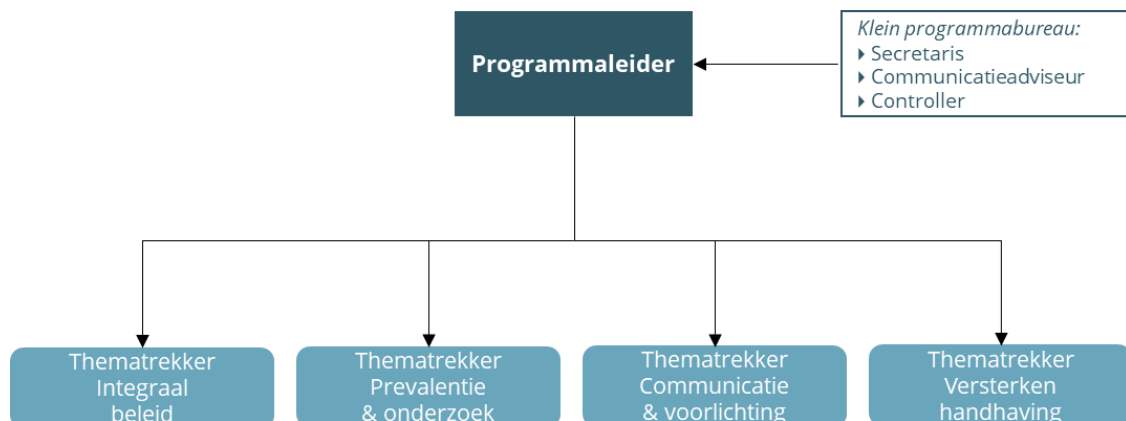 Programmaleider
Klein programmabureau:
Secretaris
Communicatieadviseur
Controller
Thematrekker
Integraal
beleid
Thematrekker
Prevalentie
& onderzoek
Thematrekker
Communicatie
& voorlichting
Thematrekker
Versterken
handhaving